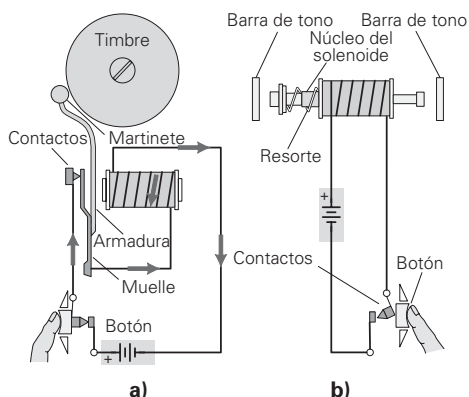 Timbre
Contactos
Martinete
Armadura
Muelle
Botón
+
a)
Barra de tono
Barra de tono
Núcleo del
solenoide
Resorte
+
Contactos
Botón
b)